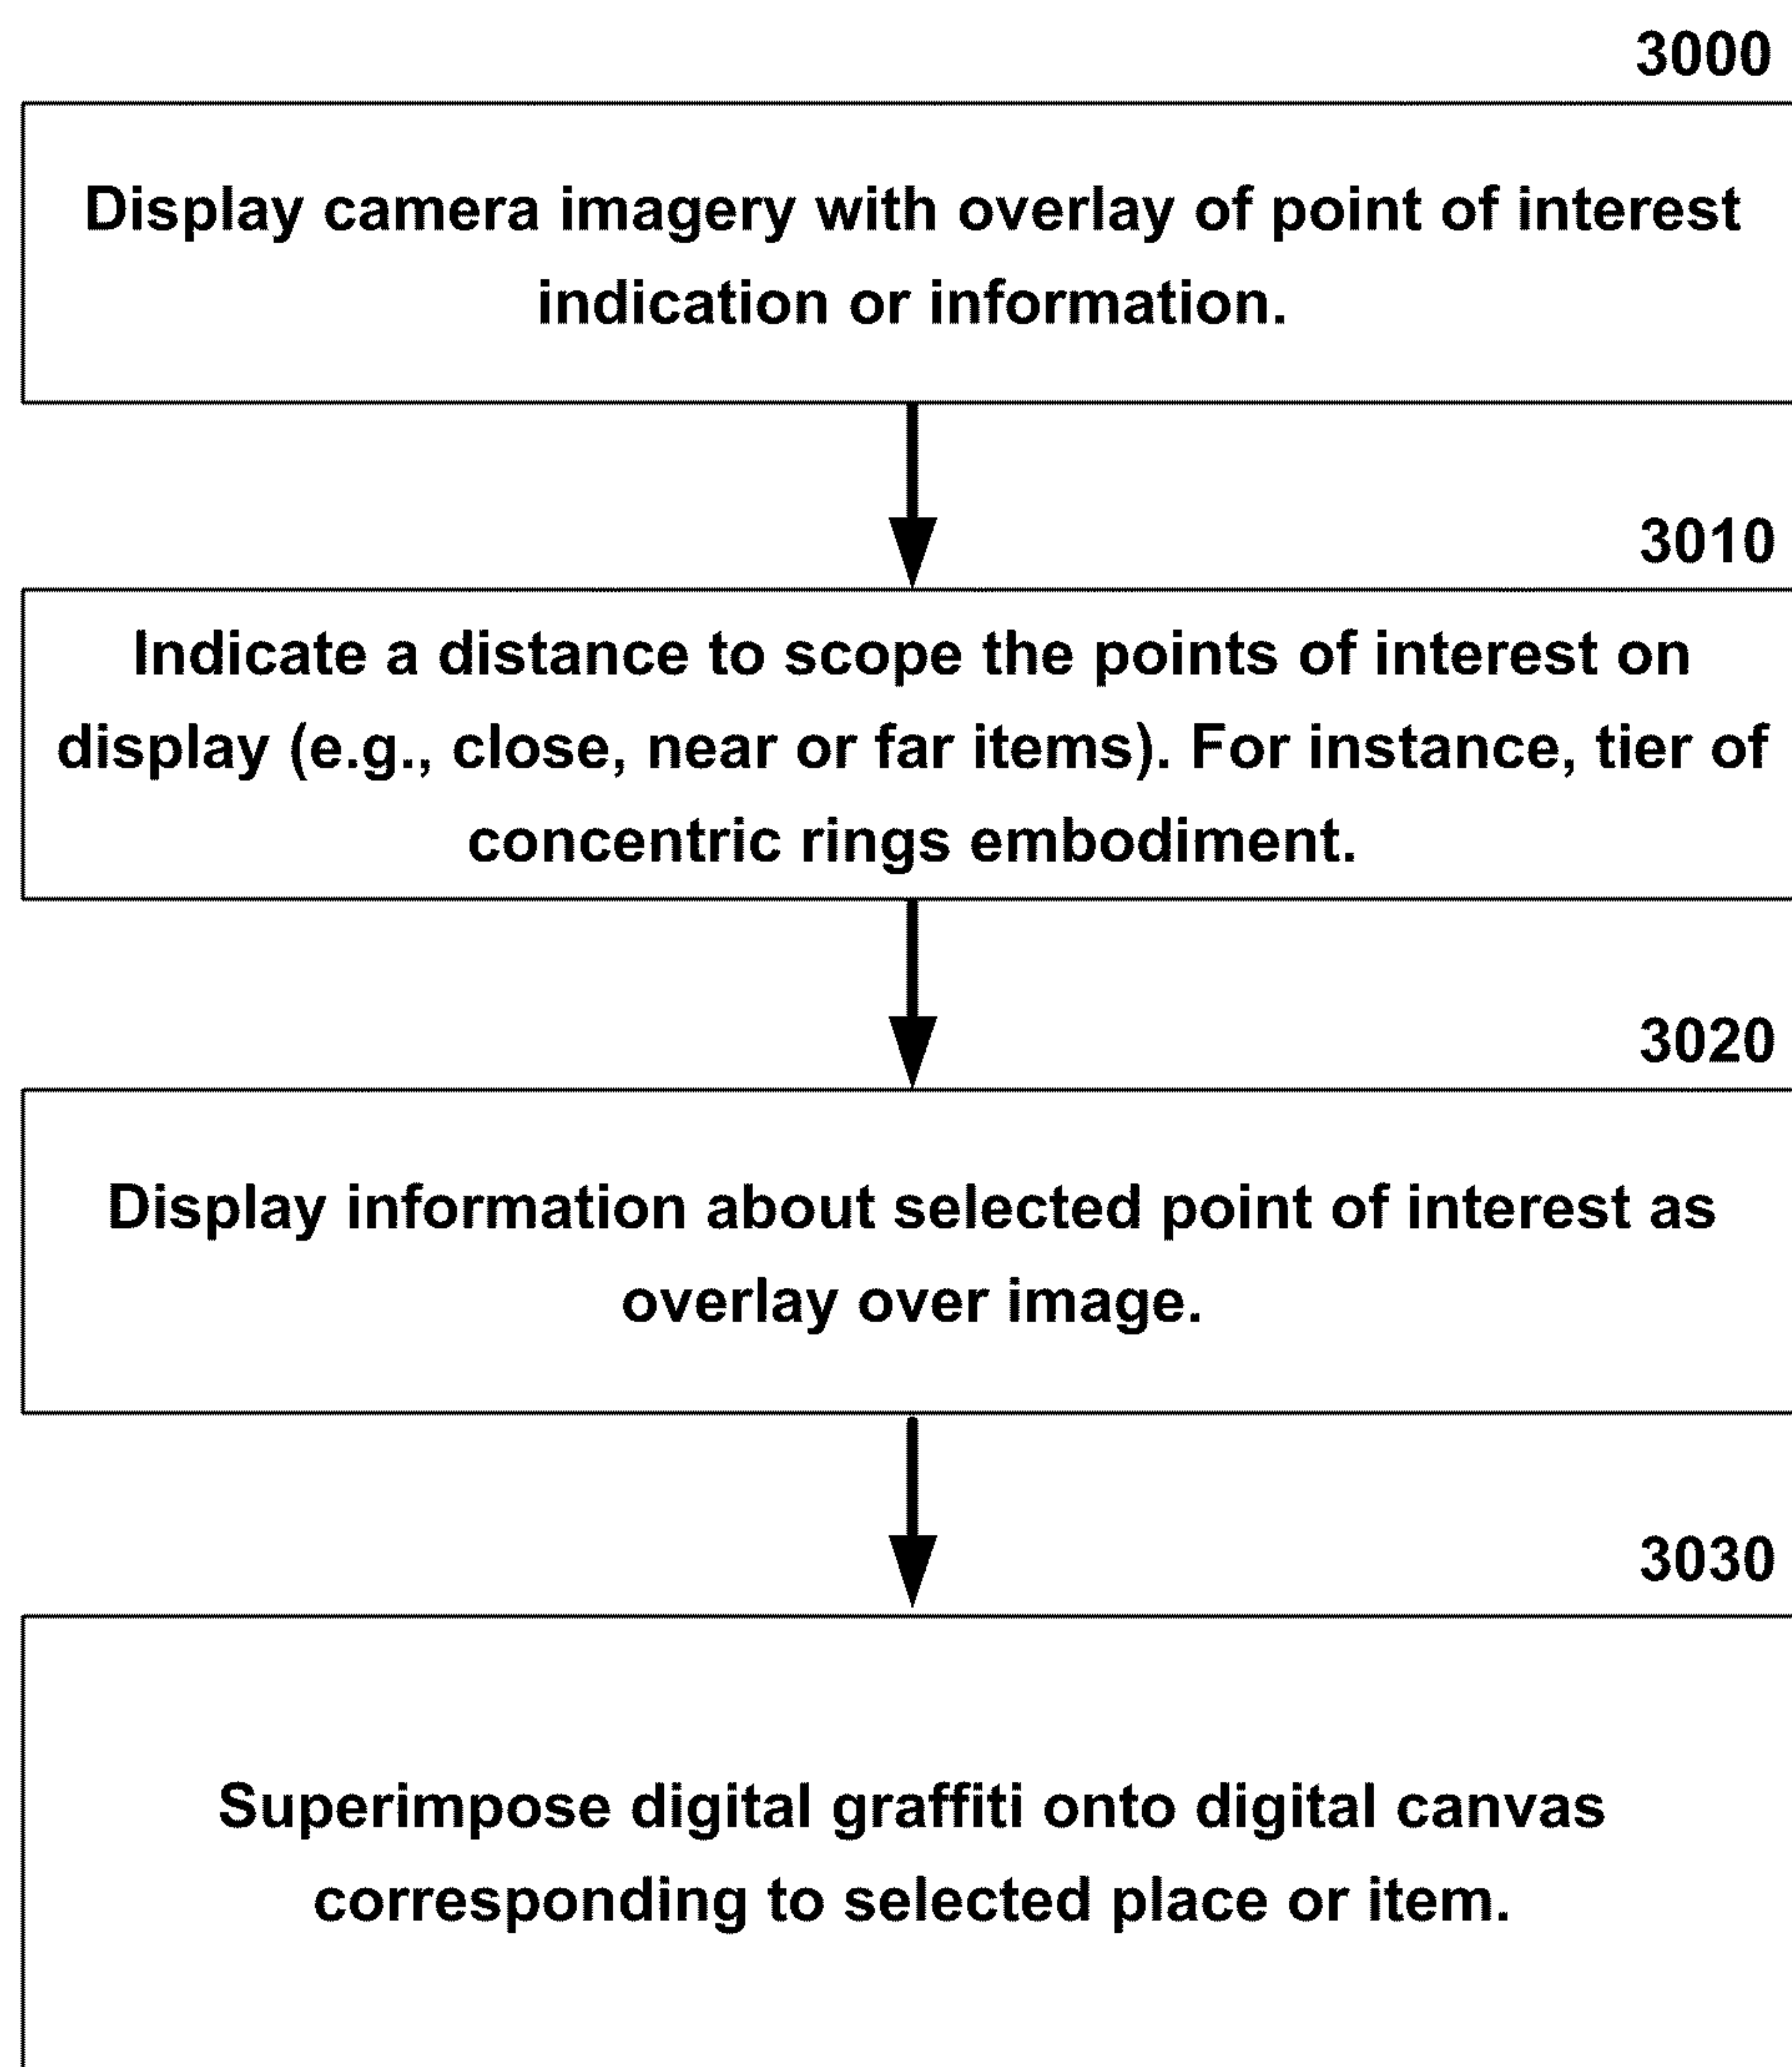 3000
Display camera imagery with overlay of point of interest
indication or information.
3010
Indicate a distance to scope the points of interest on
display (e.g., close, near or far items). For instance, tier of
concentric rings embodiment.
3020
Display information about selected point of interest as
overlay over image.
3030
Superimpose digital graffiti onto digital canvas
corresponding to selected place or item.